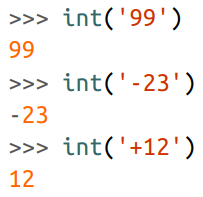 >>> int('99')
99
>>> int('-23')
-23
>>> int('+12')
12